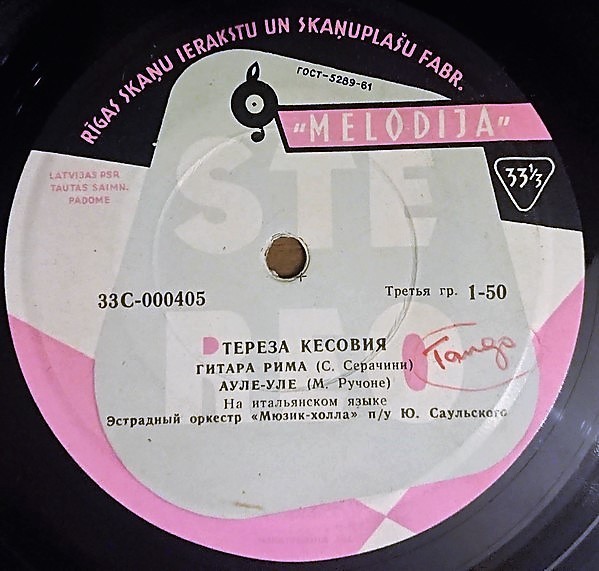 RĪGAS SKAŅU IERAKSTU UN SKAŅUPLAŠU FABR.
ГОСТ-5289-61
"MELODIJA"
LATVIJAS PSR
TAUTAS SAIMN.
PADOME
33⅓
STE
REO
33С-000405
Третья гр. 1-50
ТЕРЕЗА КЕСОВИЯ
Tango
ГИТАРА РИМА (С. Серачини)
АУЛЕ-УЛЕ (М. Ручоне)
На итальянском языке
Эстрадный оркестр «Мюзик-холла» п/у Ю. Саульского